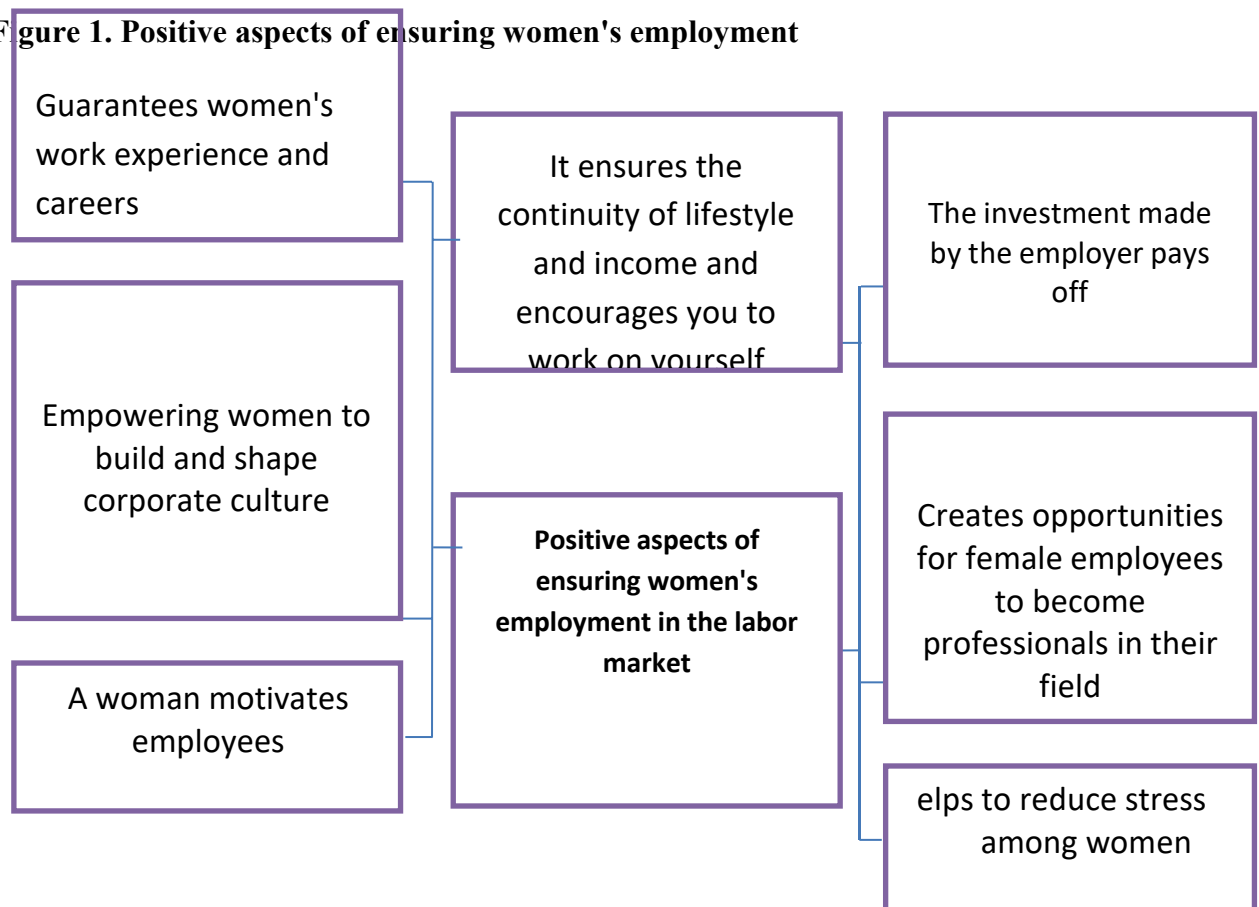 Figure 1. Positive aspects of ensuring women's employment
Guarantees women's
work experience and
careers
It ensures the
continuity of lifestyle
and income and
encourages you to
work on yourself
The investment made
by the employer pays
off
Empowering women to
build and shape
corporate culture
Positive aspects of
ensuring women's
employment in the labor
market
Creates opportunities
for female employees
to become
professionals in their
field
A woman motivates
employees
elps to reduce stress
among women